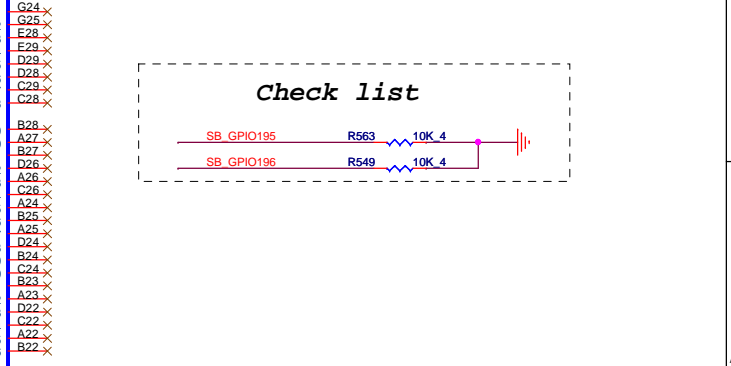 G24
G25
E28
E29
D29
D28
C29
C28
Check list
B28
A27
SB_GPIO195 R563 10K_4
B27
D26
SB_GPIO196 R549 10K_4
A26
C26
A24
B25
A25
D24
B24
C24
B23
A23
D22
C22
A22
B22